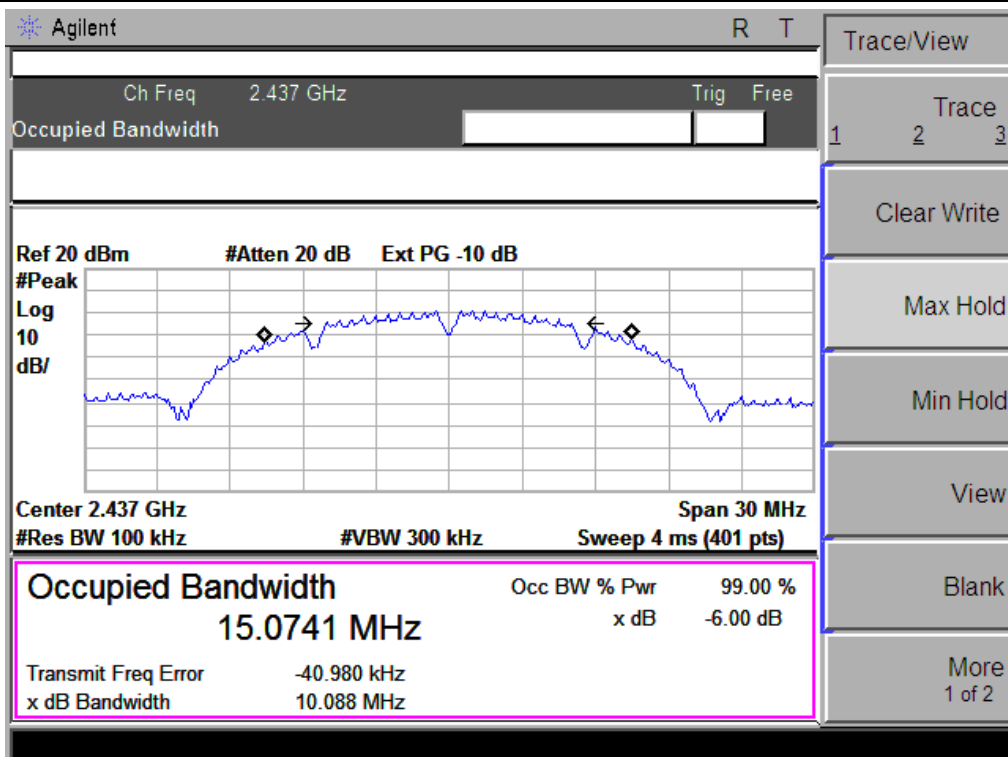 Agilent R T
Ch Freq 2.437 GHz Trig Free
Occupied Bandwidth
Ref 20 dBm #Atten 20 dB Ext PG -10 dB
#Peak
Log
10
dB/
Center 2.437 GHz Span 30 MHz
#Res BW 100 kHz #VBW 300 kHz Sweep 4 ms (401 pts)
Occupied Bandwidth Occ BW % Pwr 99.00 %
15.0741 MHz x dB -6.00 dB
Transmit Freq Error -40.980 kHz
x dB Bandwidth 10.088 MHz
Trace/View
Trace
1 2 3
Clear Write
Max Hold
Min Hold
View
Blank
More
1 of 2